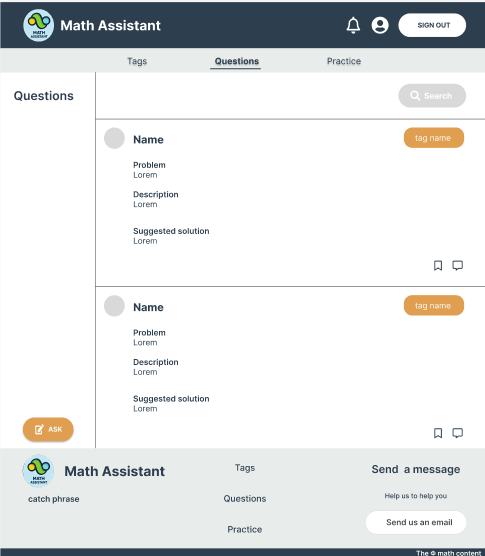 MATH
ASSISTANT
Math Assistant
SIGN OUT
Tags
Questions
Practice
Questions
Search
Name
tag name
Problem
Lorem
Description
Lorem
Suggested solution
Lorem
Name
tag name
Problem
Lorem
Description
Lorem
Suggested solution
Lorem
ASK
MATH
ASSISTANT
Math Assistant
catch phrase
Tags
Questions
Practice
Send a message
Help us to help you
Send us an email
The Φ math content